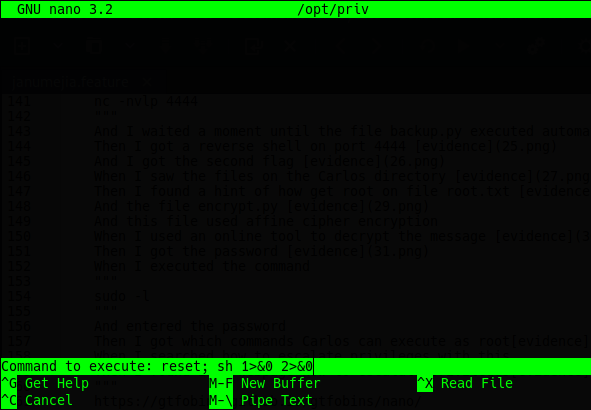 GNU nano 3.2 /opt/priv
141 nc -nvlp 4444
142 """
143 And I waited a moment until the file backup.py executed automa
144 Then I got a reverse shell on port 4444 [evidence](25.png)
145 And I got the second flag [evidence](26.png)
146 When I saw the files on the Carlos directory [evidence](27.png
147 Then I found a hint of how get root on file root.txt [evidence
148 And the file encrypt.py [evidence](29.png)
149 And this file used affine cipher encryption
150 When I used an online tool to decrypt the message [evidence](3
151 Then I got the password [evidence](31.png)
152 When I executed the command
153 """
154 sudo -l
155 """
156 And entered the password
157 Then I got which commands Carlos can execute as root[evidence]
Command to execute: reset; sh 1>&0 2>&0
^G Get Help M-F New Buffer ^X Read File
^C Cancel M-\ Pipe Text